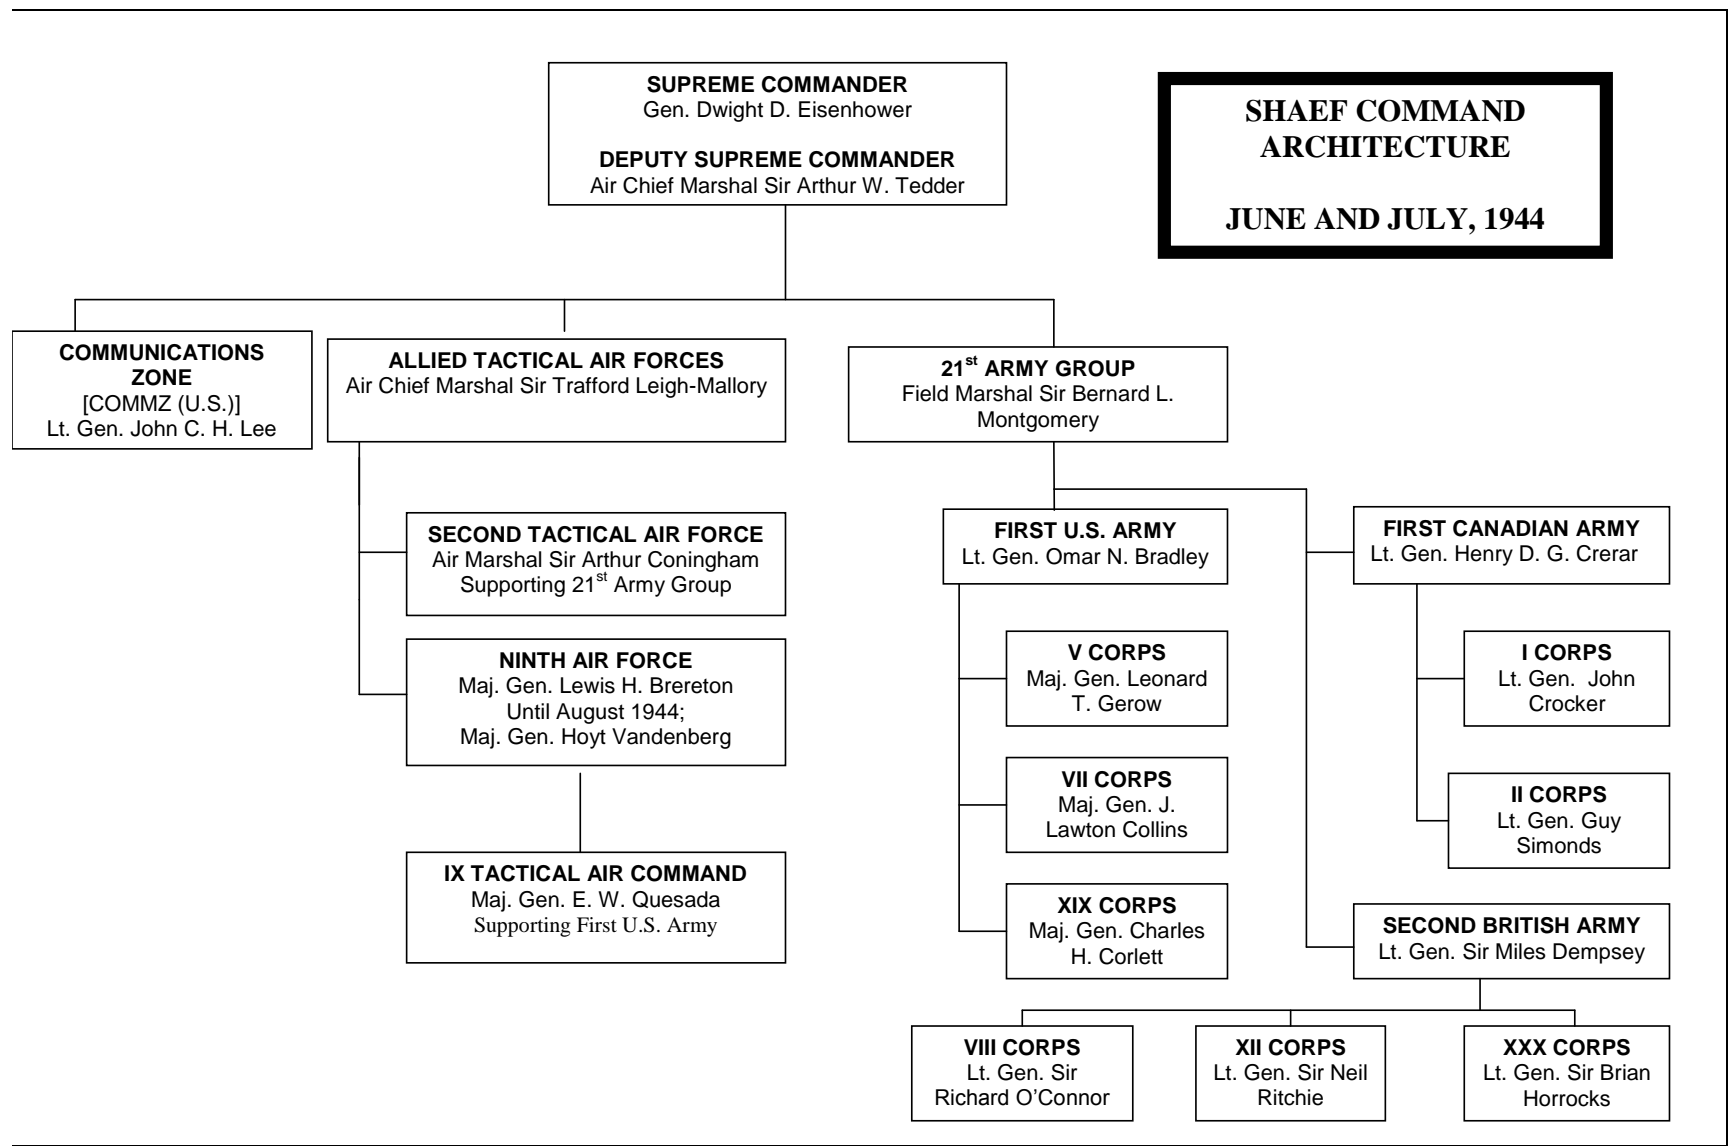 SUPREME COMMANDER
Gen. Dwight D. Eisenhower
DEPUTY SUPREME COMMANDER
Air Chief Marshal Sir Arthur W. Tedder
SHAEF COMMAND
ARCHITECTURE
JUNE AND JULY, 1944
COMMUNICATIONS
ZONE
[COMMZ (U.S.)]
Lt. Gen. John C. H. Lee
ALLIED TACTICAL AIR FORCES
Air Chief Marshal Sir Trafford Leigh-Mallory
21st ARMY GROUP
Field Marshal Sir Bernard L.
Montgomery
SECOND TACTICAL AIR FORCE
Air Marshal Sir Arthur Coningham
Supporting 21st Army Group
NINTH AIR FORCE
Maj. Gen. Lewis H. Brereton
Until August 1944;
Maj. Gen. Hoyt Vandenberg
IX TACTICAL AIR COMMAND
Maj. Gen. E. W. Quesada
Supporting First U.S. Army
FIRST U.S. ARMY
Lt. Gen. Omar N. Bradley
V CORPS
Maj. Gen. Leonard
T. Gerow
VII CORPS
Maj. Gen. J.
Lawton Collins
XIX CORPS
Maj. Gen. Charles
H. Corlett
FIRST CANADIAN ARMY
Lt. Gen. Henry D. G. Crerar
I CORPS
Lt. Gen. John
Crocker
II CORPS
Lt. Gen. Guy
Simonds
SECOND BRITISH ARMY
Lt. Gen. Sir Miles Dempsey
VIII CORPS
Lt. Gen. Sir
Richard O'Connor
XII CORPS
Lt. Gen. Sir Neil
Ritchie
XXX CORPS
Lt. Gen. Sir Brian
Horrocks